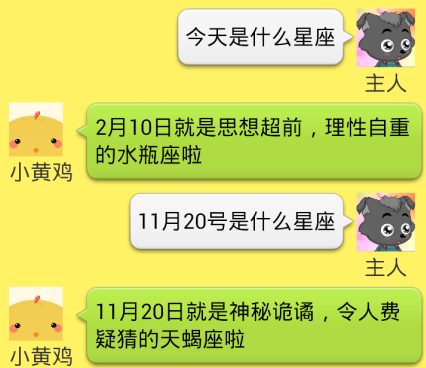 今天是什么星座
主人
2月10日就是思想超前，理性自重
的水瓶座啦
小黄鸡
11月20号是什么星座
主人
11月20日就是神秘诡谲，令人费
疑猜的天蝎座啦
小黄鸡